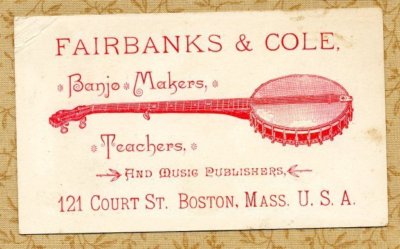 FAIRBANKS & COLE,
Banjo Makers,
Teachers,
AND MUSIC PUBLISHERS,
121 COURT ST. BOSTON, MASS. U. S. A.